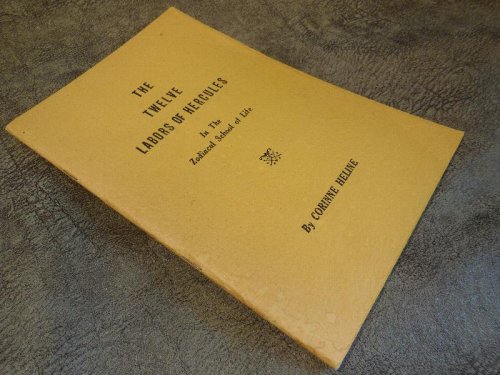 THE
TWELVE
LABORS OF HERCULES
In The
Zodiacal School of Life
By CORINNE HELINE